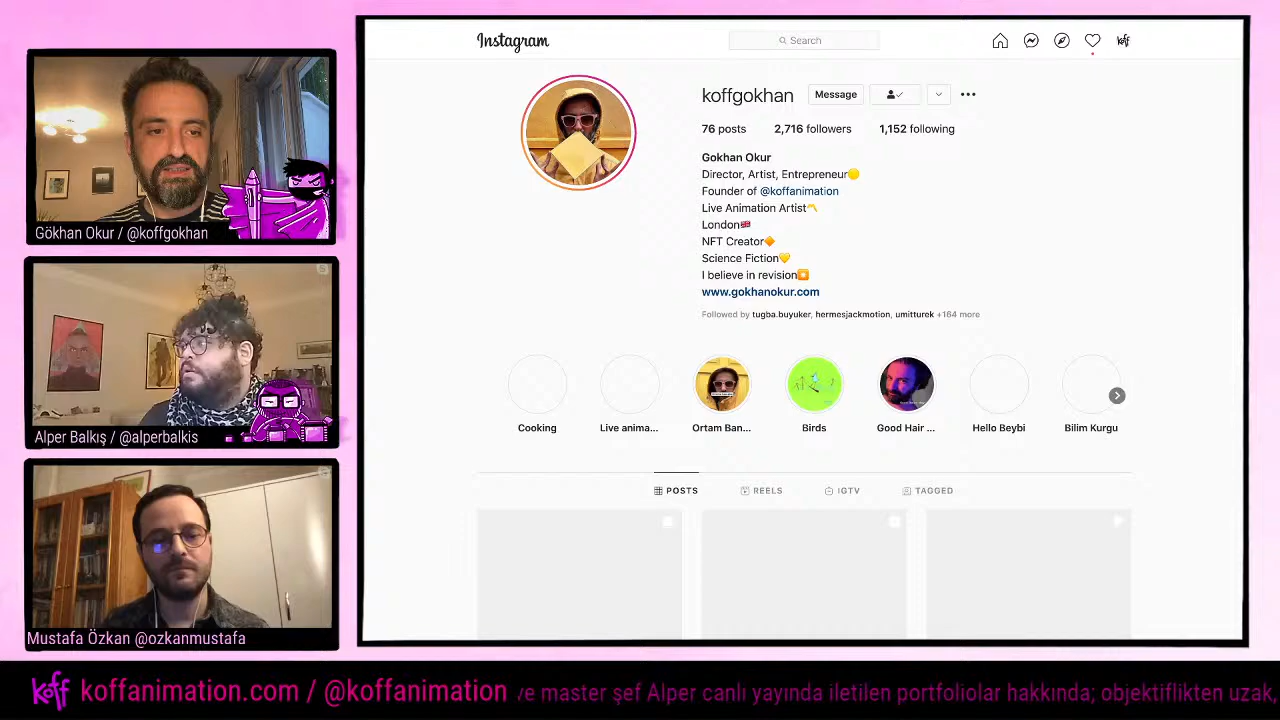 Gökhan Okur / @koffgokhan
Alper Balkış / @alperbalkis
Mustafa Özkan @ozkanmustafa
Instagram
Search
koff
koffgokhan
Message
76 posts 2,716 followers 1,152 following
Gokhan Okur
Director, Artist, Entrepreneur
Founder of @koffanimation
Live Animation Artist
London
NFT Creator
Science Fiction
I believe in revision
www.gokhanokur.com
Followed by tugba.buyuker, hermesjackmotion, umitturek +164 more
Cooking Live anima... Ortam Ban... Birds Good Hair ... Hello Beybi Bilim Kurgu
POSTS REELS IGTV TAGGED
koff koffanimation.com / @koffanimation ve master şef Alper canlı yayında iletilen portfoliolar hakkında; objektiflikten uzak,